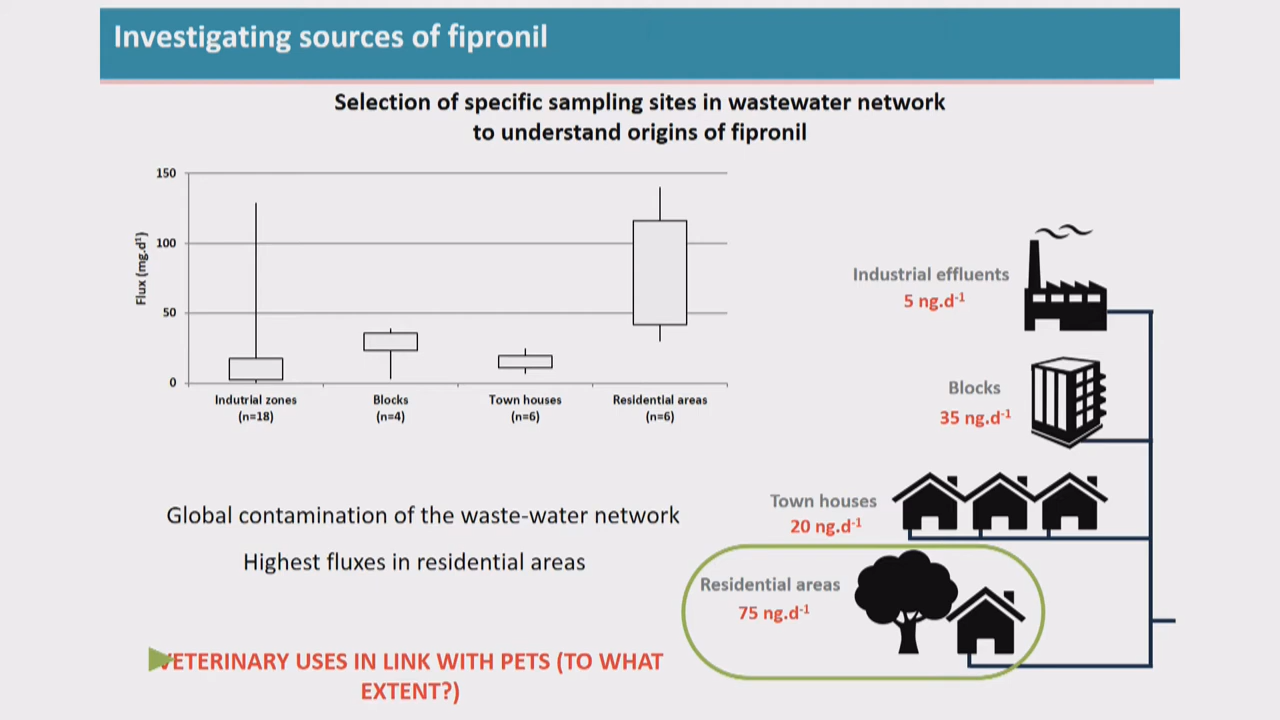 Investigating sources of fipronil
Selection of specific sampling sites in wastewater network
to understand origins of fipronil
150
100
50
0
Flux (mg.d¹)
Indutrial zones
(n=18)
Blocks
(n=4)
Town houses
(n=6)
Residential areas
(n=6)
Industrial effluents
5 ng.d⁻¹
Blocks
35 ng.d⁻¹
Town houses
20 ng.d⁻¹
Residential areas
75 ng.d⁻¹
Global contamination of the waste-water network
Highest fluxes in residential areas
VETERINARY USES IN LINK WITH PETS (TO WHAT
EXTENT?)